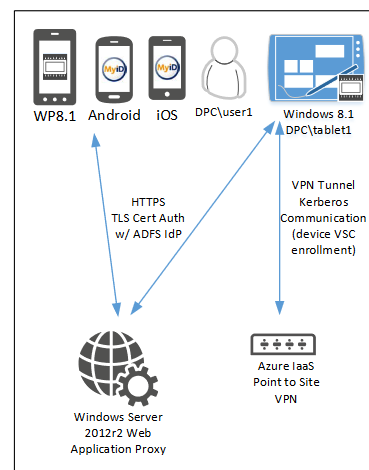 MyiD
MyiD
WP8.1
Android
iOS
DPC\user1
Windows 8.1
DPC\tablet1
HTTPS
TLS Cert Auth
w/ ADFS IdP
VPN Tunnel
Kerberos
Communication
(device VSC
enrollment)
Windows Server
2012r2 Web
Application Proxy
Azure IaaS
Point to Site
VPN